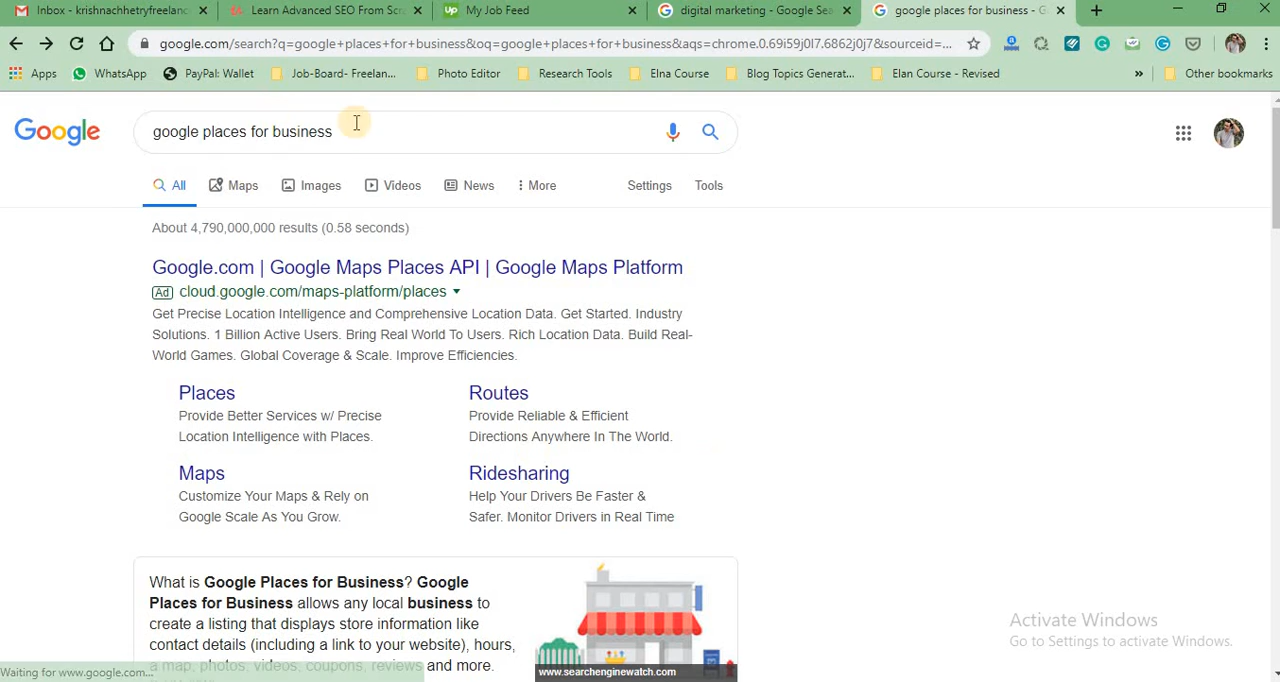 Inbox - krishnachhetryfreelanc
Learn Advanced SEO From Scr
My Job Feed
digital marketing - Google Sea
google places for business - G
google.com/search?q=google+places+for+business&oq=google+places+for+business&aqs=chrome.0.69i59j0l7.6862j0j7&sourceid=...
Apps
WhatsApp
PayPal: Wallet
Job-Board- Freelan...
Photo Editor
Research Tools
Elna Course
Blog Topics Generat...
Elan Course - Revised
»
Other bookmarks
Google
google places for business
All
Maps
Images
Videos
News
More
Settings
Tools
About 4,790,000,000 results (0.58 seconds)
Google.com | Google Maps Places API | Google Maps Platform
Ad cloud.google.com/maps-platform/places
Get Precise Location Intelligence and Comprehensive Location Data. Get Started. Industry
Solutions. 1 Billion Active Users. Bring Real World To Users. Rich Location Data. Build Real-
World Games. Global Coverage & Scale. Improve Efficiencies.
Places
Provide Better Services w/ Precise
Location Intelligence with Places.
Routes
Provide Reliable & Efficient
Directions Anywhere In The World.
Maps
Customize Your Maps & Rely on
Google Scale As You Grow.
Ridesharing
Help Your Drivers Be Faster &
Safer. Monitor Drivers in Real Time
What is Google Places for Business? Google
Places for Business allows any local business to
create a listing that displays store information like
contact details (including a link to your website), hours,
a map, photos, videos, coupons, reviews and more.
www.searchenginewatch.com
Activate Windows
Go to Settings to activate Windows.
Waiting for www.google.com...